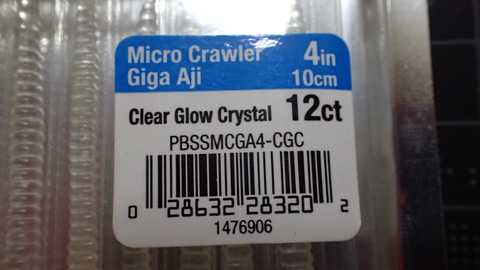 Micro Crawler 4in
Giga Aji 10cm
Clear Glow Crystal 12ct
PBSSMCGA4-CGC
0 28632 28320 2
1476906